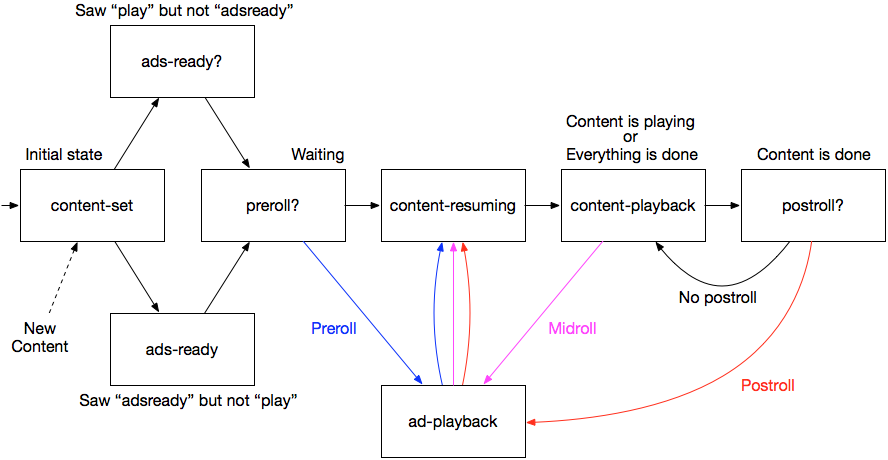 Saw “play” but not “adsready”
ads-ready?
Initial state
content-set
New
Content
ads-ready
Saw “adsready” but not “play”
Waiting
preroll?
Preroll
content-resuming
ad-playback
Content is playing
or
Everything is done
content-playback
Midroll
Content is done
postroll?
No postroll
Postroll